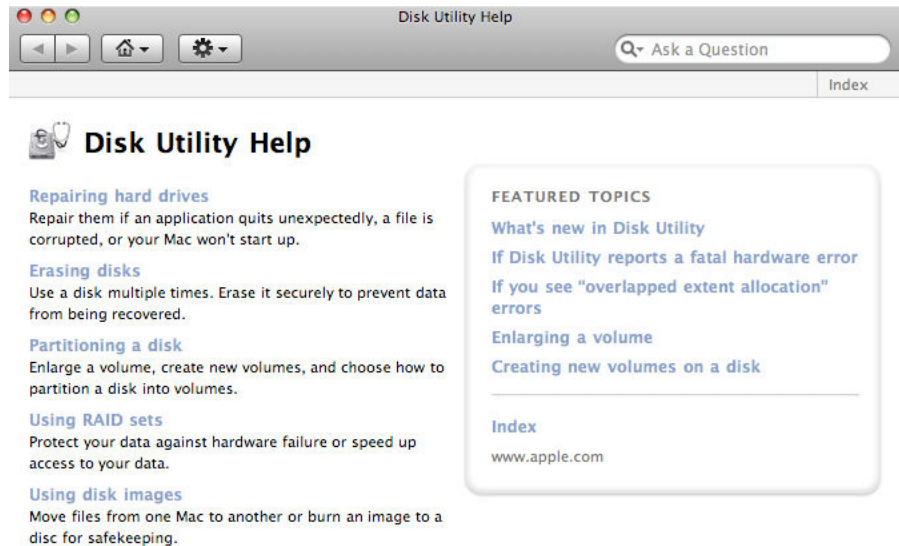 Disk Utility Help
Ask a Question
Index
Disk Utility Help
Repairing hard drives
Repair them if an application quits unexpectedly, a file is
corrupted, or your Mac won't start up.
Erasing disks
Use a disk multiple times. Erase it securely to prevent data
from being recovered.
Partitioning a disk
Enlarge a volume, create new volumes, and choose how to
partition a disk into volumes.
Using RAID sets
Protect your data against hardware failure or speed up
access to your data.
Using disk images
Move files from one Mac to another or burn an image to a
disc for safekeeping.
FEATURED TOPICS
What's new in Disk Utility
If Disk Utility reports a fatal hardware error
If you see "overlapped extent allocation"
errors
Enlarging a volume
Creating new volumes on a disk
Index
www.apple.com